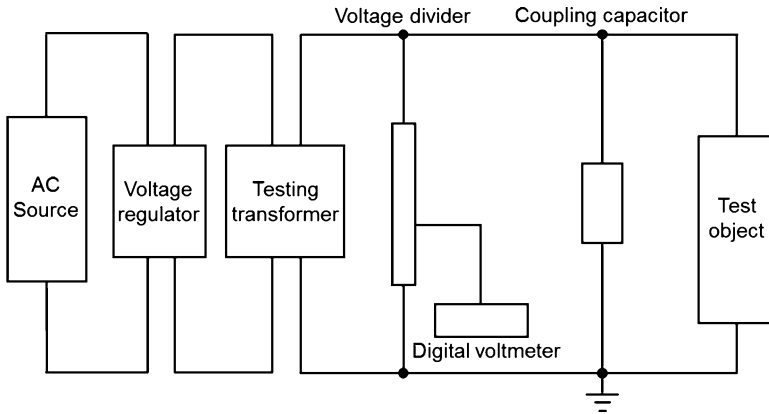 Voltage divider
Coupling capacitor
AC
Source
Voltage
regulator
Testing
transformer
Test
object
Digital voltmeter